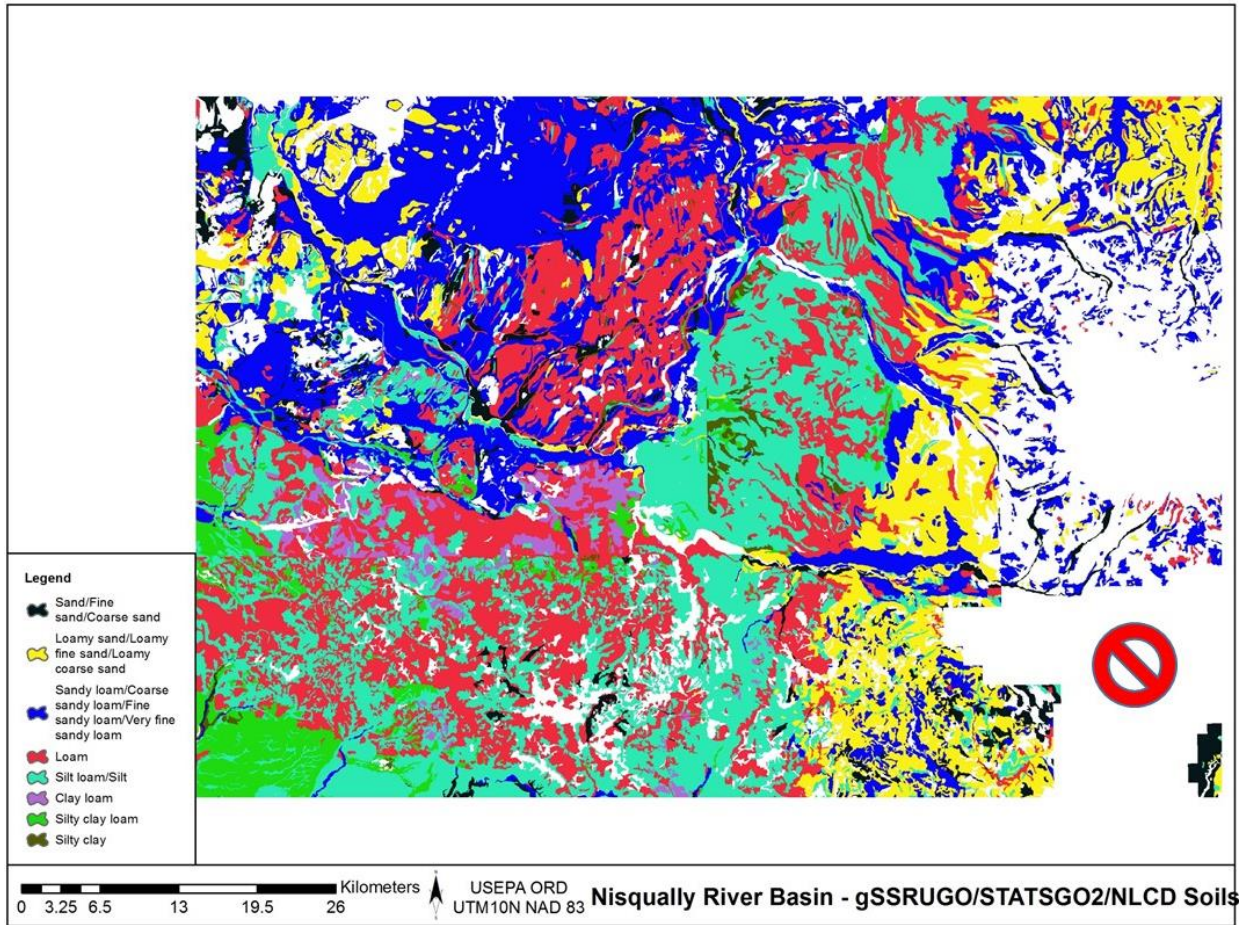 Legend
Sand/Fine
sand/Coarse sand
Loamy sand/Loamy
fine sand/Loamy
coarse sand
Sandy loam/Coarse
sandy loam/Fine
sandy loam/Very fine
sandy loam
Loam
Silt loam/Silt
Clay loam
Silty clay loam
Silty clay
Kilometers
0 3.25 6.5 13 19.5 26
USEPA ORD
UTM10N NAD 83
Nisqually River Basin - gSSRUGO/STATSGO2/NLCD Soils